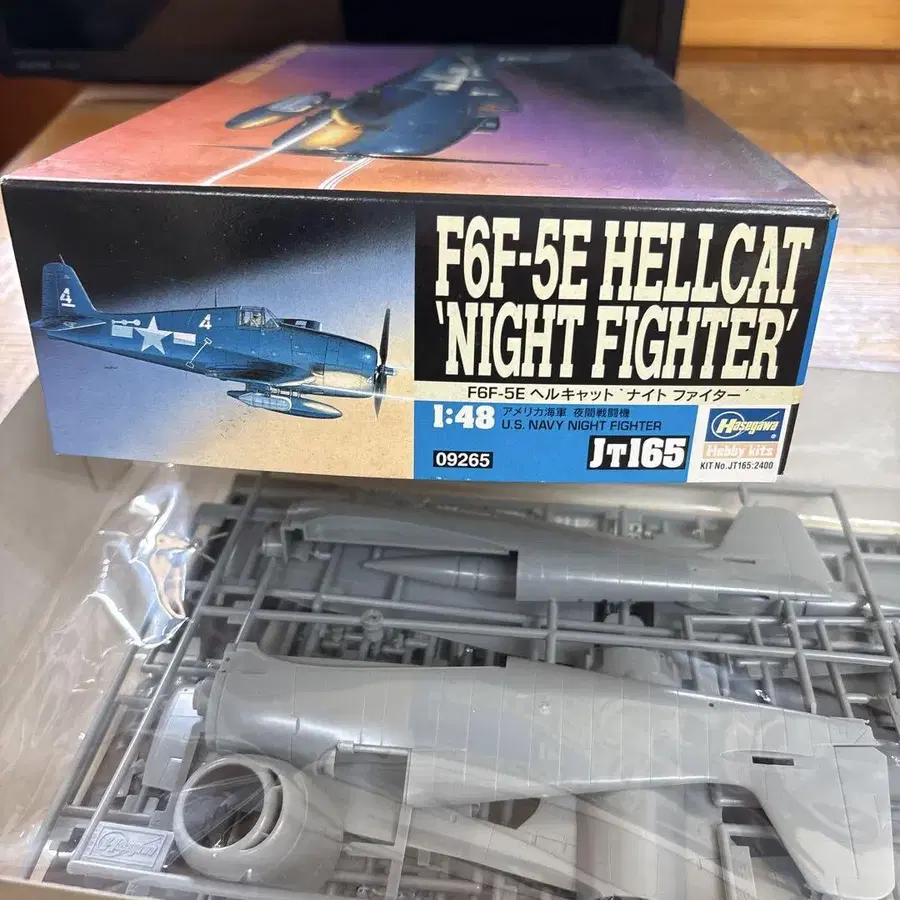 F6F-5E HELLCAT
'NIGHT FIGHTER'
F6F-5E ヘルキャット ‘ナイト ファイター’
1:48
アメリカ海軍 夜間戦闘機
U.S. NAVY NIGHT FIGHTER
09265
JT165
Hasegawa
Hobby kits
KIT No.JT165:2400
4
4
Hasegawa